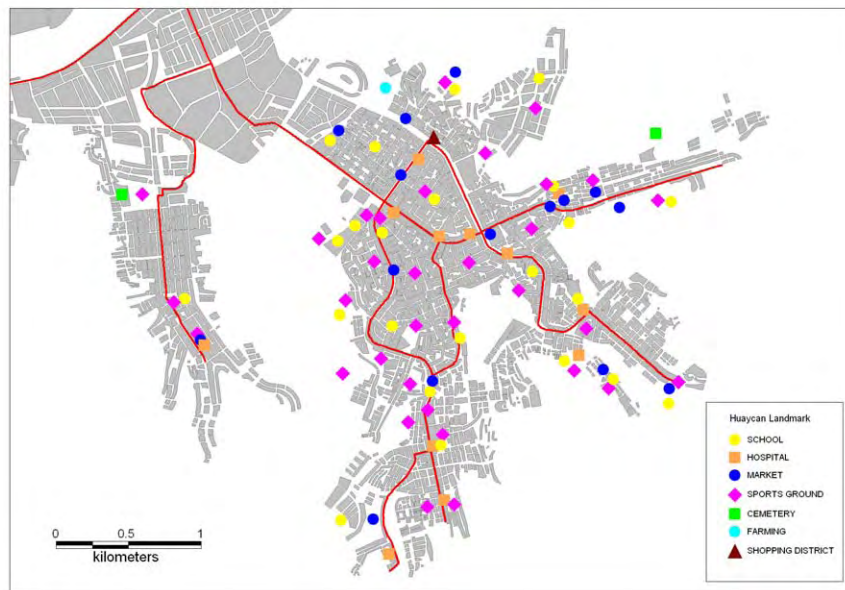 Huaycan Landmark
SCHOOL
HOSPITAL
MARKET
SPORTS GROUND
CEMETERY
FARMING
SHOPPING DISTRICT
0 0.5 1
kilometers